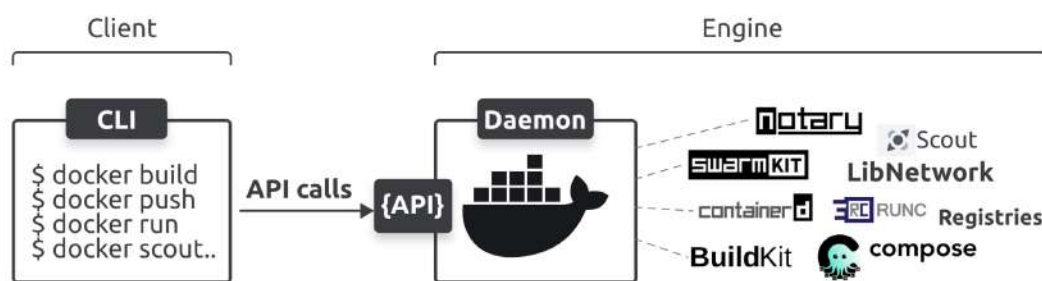 Client
Engine
CLI
$ docker build
$ docker push
$ docker run
$ docker scout..
API calls
{API}
Daemon
notary
Scout
swarmKIT
LibNetwork
containerd
RC RUNC
Registries
BuildKit
compose